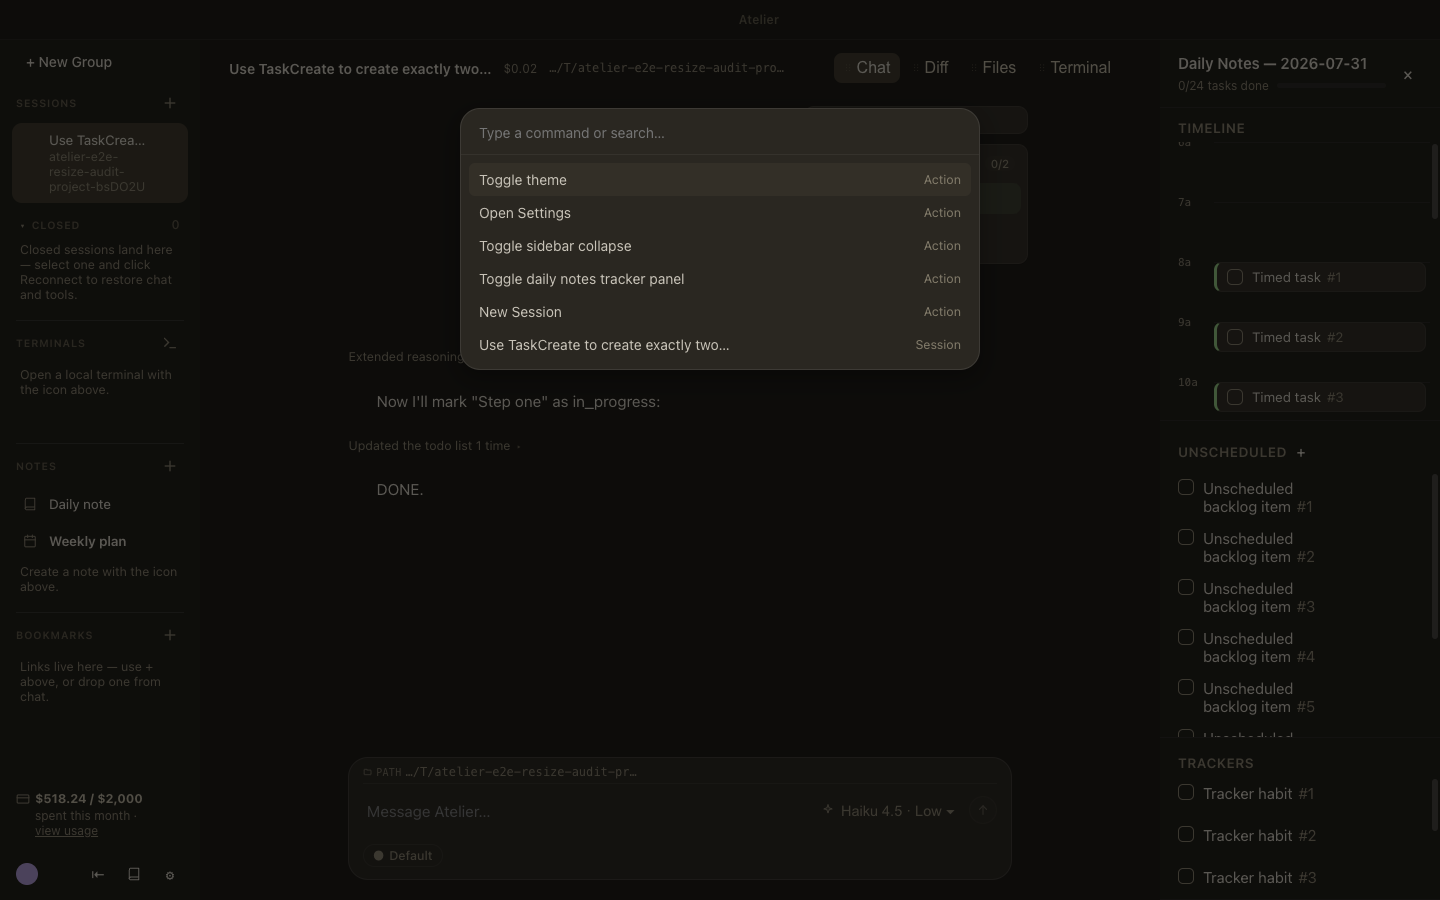 Atelier
+ New Group
SESSIONS +
Use TaskCrea...
atelier-e2e-
resize-audit-
project-bsDO2U
• CLOSED 0
Closed sessions land here
— select one and click
Reconnect to restore chat
and tools.
TERMINALS
Open a local terminal with
the icon above.
NOTES +
Daily note
Weekly plan
Create a note with the icon
above.
BOOKMARKS +
Links live here — use +
above, or drop one from
chat.
$518.24 / $2,000
spent this month ·
view usage
Use TaskCreate to create exactly two... $0.02 …/T/atelier-e2e-resize-audit-pro…
Chat Diff Files Terminal
0/2
Type a command or search...
Toggle theme Action
Open Settings Action
Toggle sidebar collapse Action
Toggle daily notes tracker panel Action
New Session Action
Use TaskCreate to create exactly two... Session
Extended reasoning
Now I'll mark "Step one" as in_progress:
Updated the todo list 1 time ·
DONE.
PATH …/T/atelier-e2e-resize-audit-pr…
Message Atelier...
Haiku 4.5 · Low
Default
Daily Notes — 2026-07-31 ×
0/24 tasks done
TIMELINE
7a
8a
Timed task #1
9a
Timed task #2
10a
Timed task #3
UNSCHEDULED +
Unscheduled
backlog item #1
Unscheduled
backlog item #2
Unscheduled
backlog item #3
Unscheduled
backlog item #4
Unscheduled
backlog item #5
TRACKERS
Tracker habit #1
Tracker habit #2
Tracker habit #3